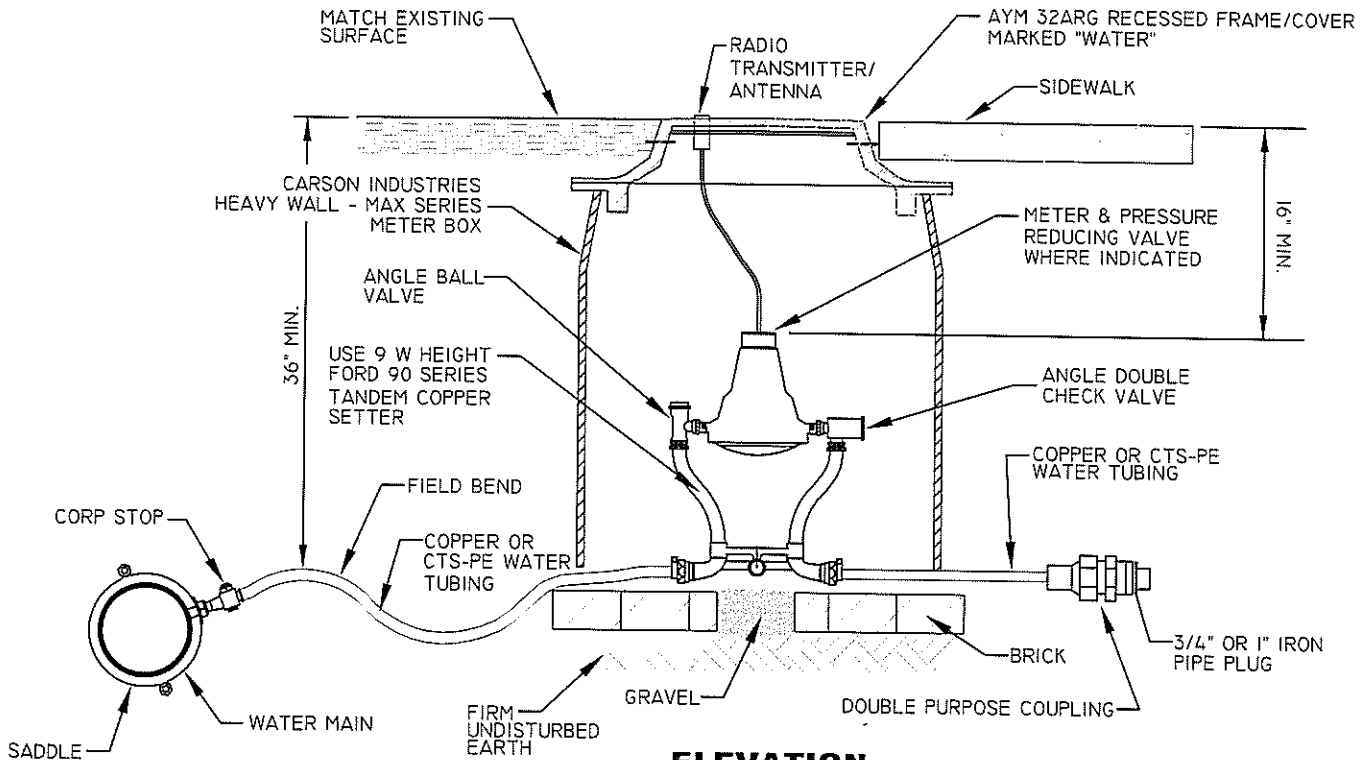 MATCH EXISTING
SURFACE
AYM 32ARG RECESSED FRAME/COVER
MARKED "WATER"
RADIO
TRANSMITTER/
ANTENNA
SIDEWALK
CARSON INDUSTRIES
HEAVY WALL - MAX SERIES
METER BOX
METER & PRESSURE
REDUCING VALVE
WHERE INDICATED
16" MIN.
ANGLE BALL
VALVE
36" MIN.
USE 9 W HEIGHT
FORD 90 SERIES
TANDEM COPPER
SETTER
ANGLE DOUBLE
CHECK VALVE
COPPER OR CTS-PE
WATER TUBING
FIELD BEND
CORP STOP
COPPER OR
CTS-PE WATER
TUBING
3/4" OR 1" IRON
PIPE PLUG
BRICK
GRAVEL
DOUBLE PURPOSE COUPLING
WATER MAIN
FIRM
UNDISTURBED
EARTH
SADDLE
ELEVATION